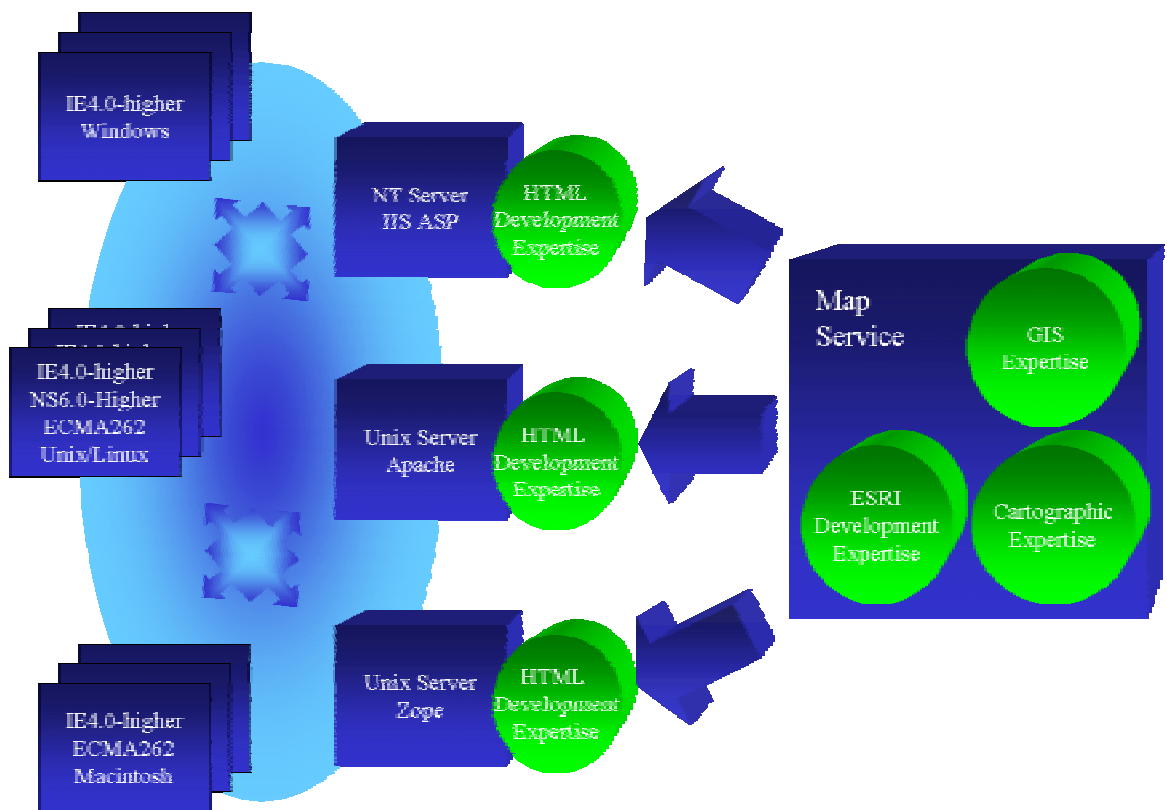 IE4.0-higher
Windows
NT Server
IIS ASP
HTML
Development
Expertise
Map
Service
GIS
Expertise
IE4.0-higher
NS6.0-Higher
ECMA262
Unix/Linux
Unix Server
Apache
HTML
Development
Expertise
ESRI
Development
Expertise
Cartographic
Expertise
IE4.0-higher
ECMA262
Macintosh
Unix Server
Zope
HTML
Development
Expertise